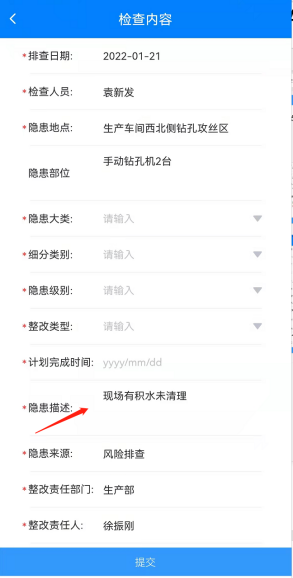 检查内容
*排查日期: 2022-01-21
*检查人员: 袁新发
*隐患地点: 生产车间西北侧钻孔攻丝区
隐患部位 手动钻孔机2台
*隐患大类: 请输入
*细分类别: 请输入
*隐患级别: 请输入
*整改类型: 请输入
*计划完成时间: yyyy/mm/dd
*隐患描述: 现场有积水未清理
*隐患来源: 风险排查
*整改责任部门: 生产部
*整改责任人: 徐振刚
提交